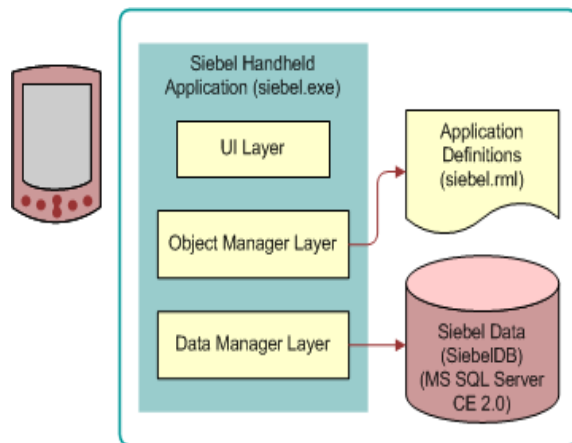 Siebel Handheld
Application (siebel.exe)
UI Layer
Object Manager Layer
Data Manager Layer
Application
Definitions
(siebel.rml)
Siebel Data
(SiebelDB)
(MS SQL Server
CE 2.0)